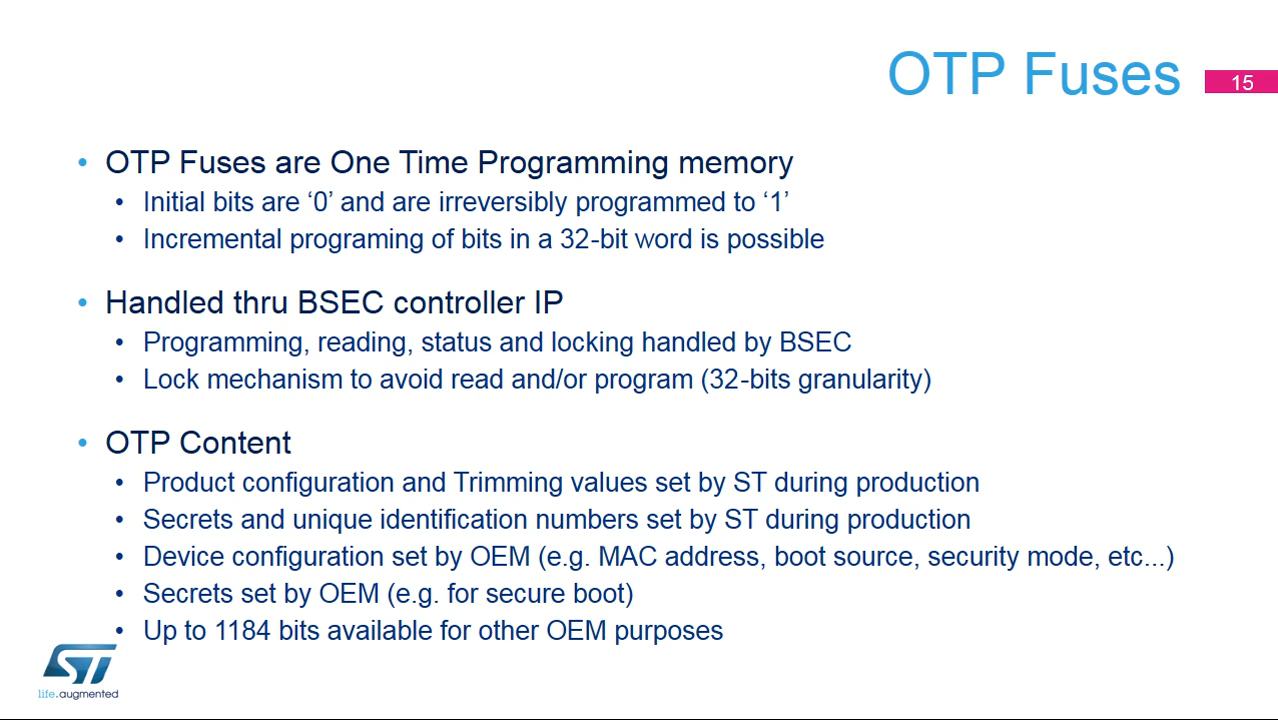 OTP Fuses
15
• OTP Fuses are One Time Programming memory
• Initial bits are ‘0’ and are irreversibly programmed to ‘1’
• Incremental programing of bits in a 32-bit word is possible
• Handled thru BSEC controller IP
• Programming, reading, status and locking handled by BSEC
• Lock mechanism to avoid read and/or program (32-bits granularity)
• OTP Content
• Product configuration and Trimming values set by ST during production
• Secrets and unique identification numbers set by ST during production
• Device configuration set by OEM (e.g. MAC address, boot source, security mode, etc...)
• Secrets set by OEM (e.g. for secure boot)
• Up to 1184 bits available for other OEM purposes
ST
life.augmented